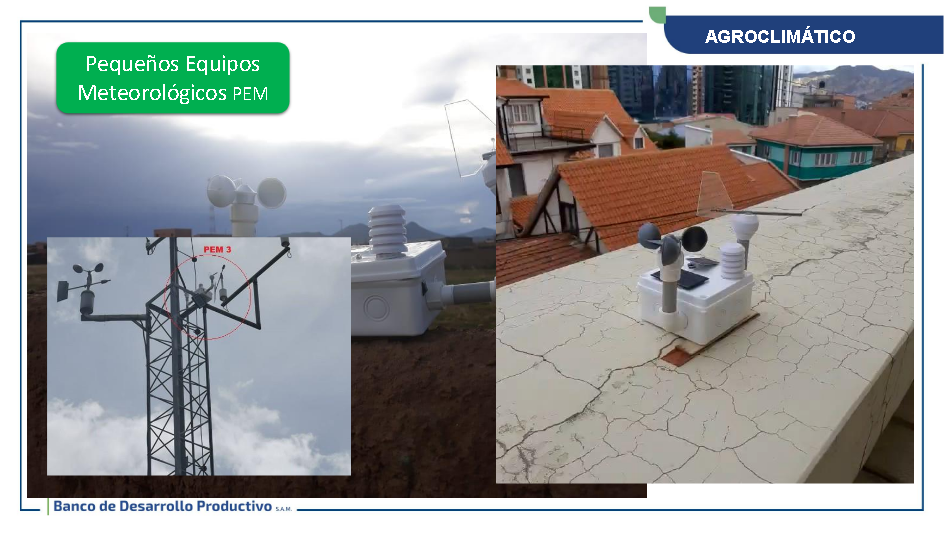 AGROCLIMÁTICO
Pequeños Equipos
Meteorológicos PEM
PEM 3
Banco de Desarrollo Productivo S.A.M.